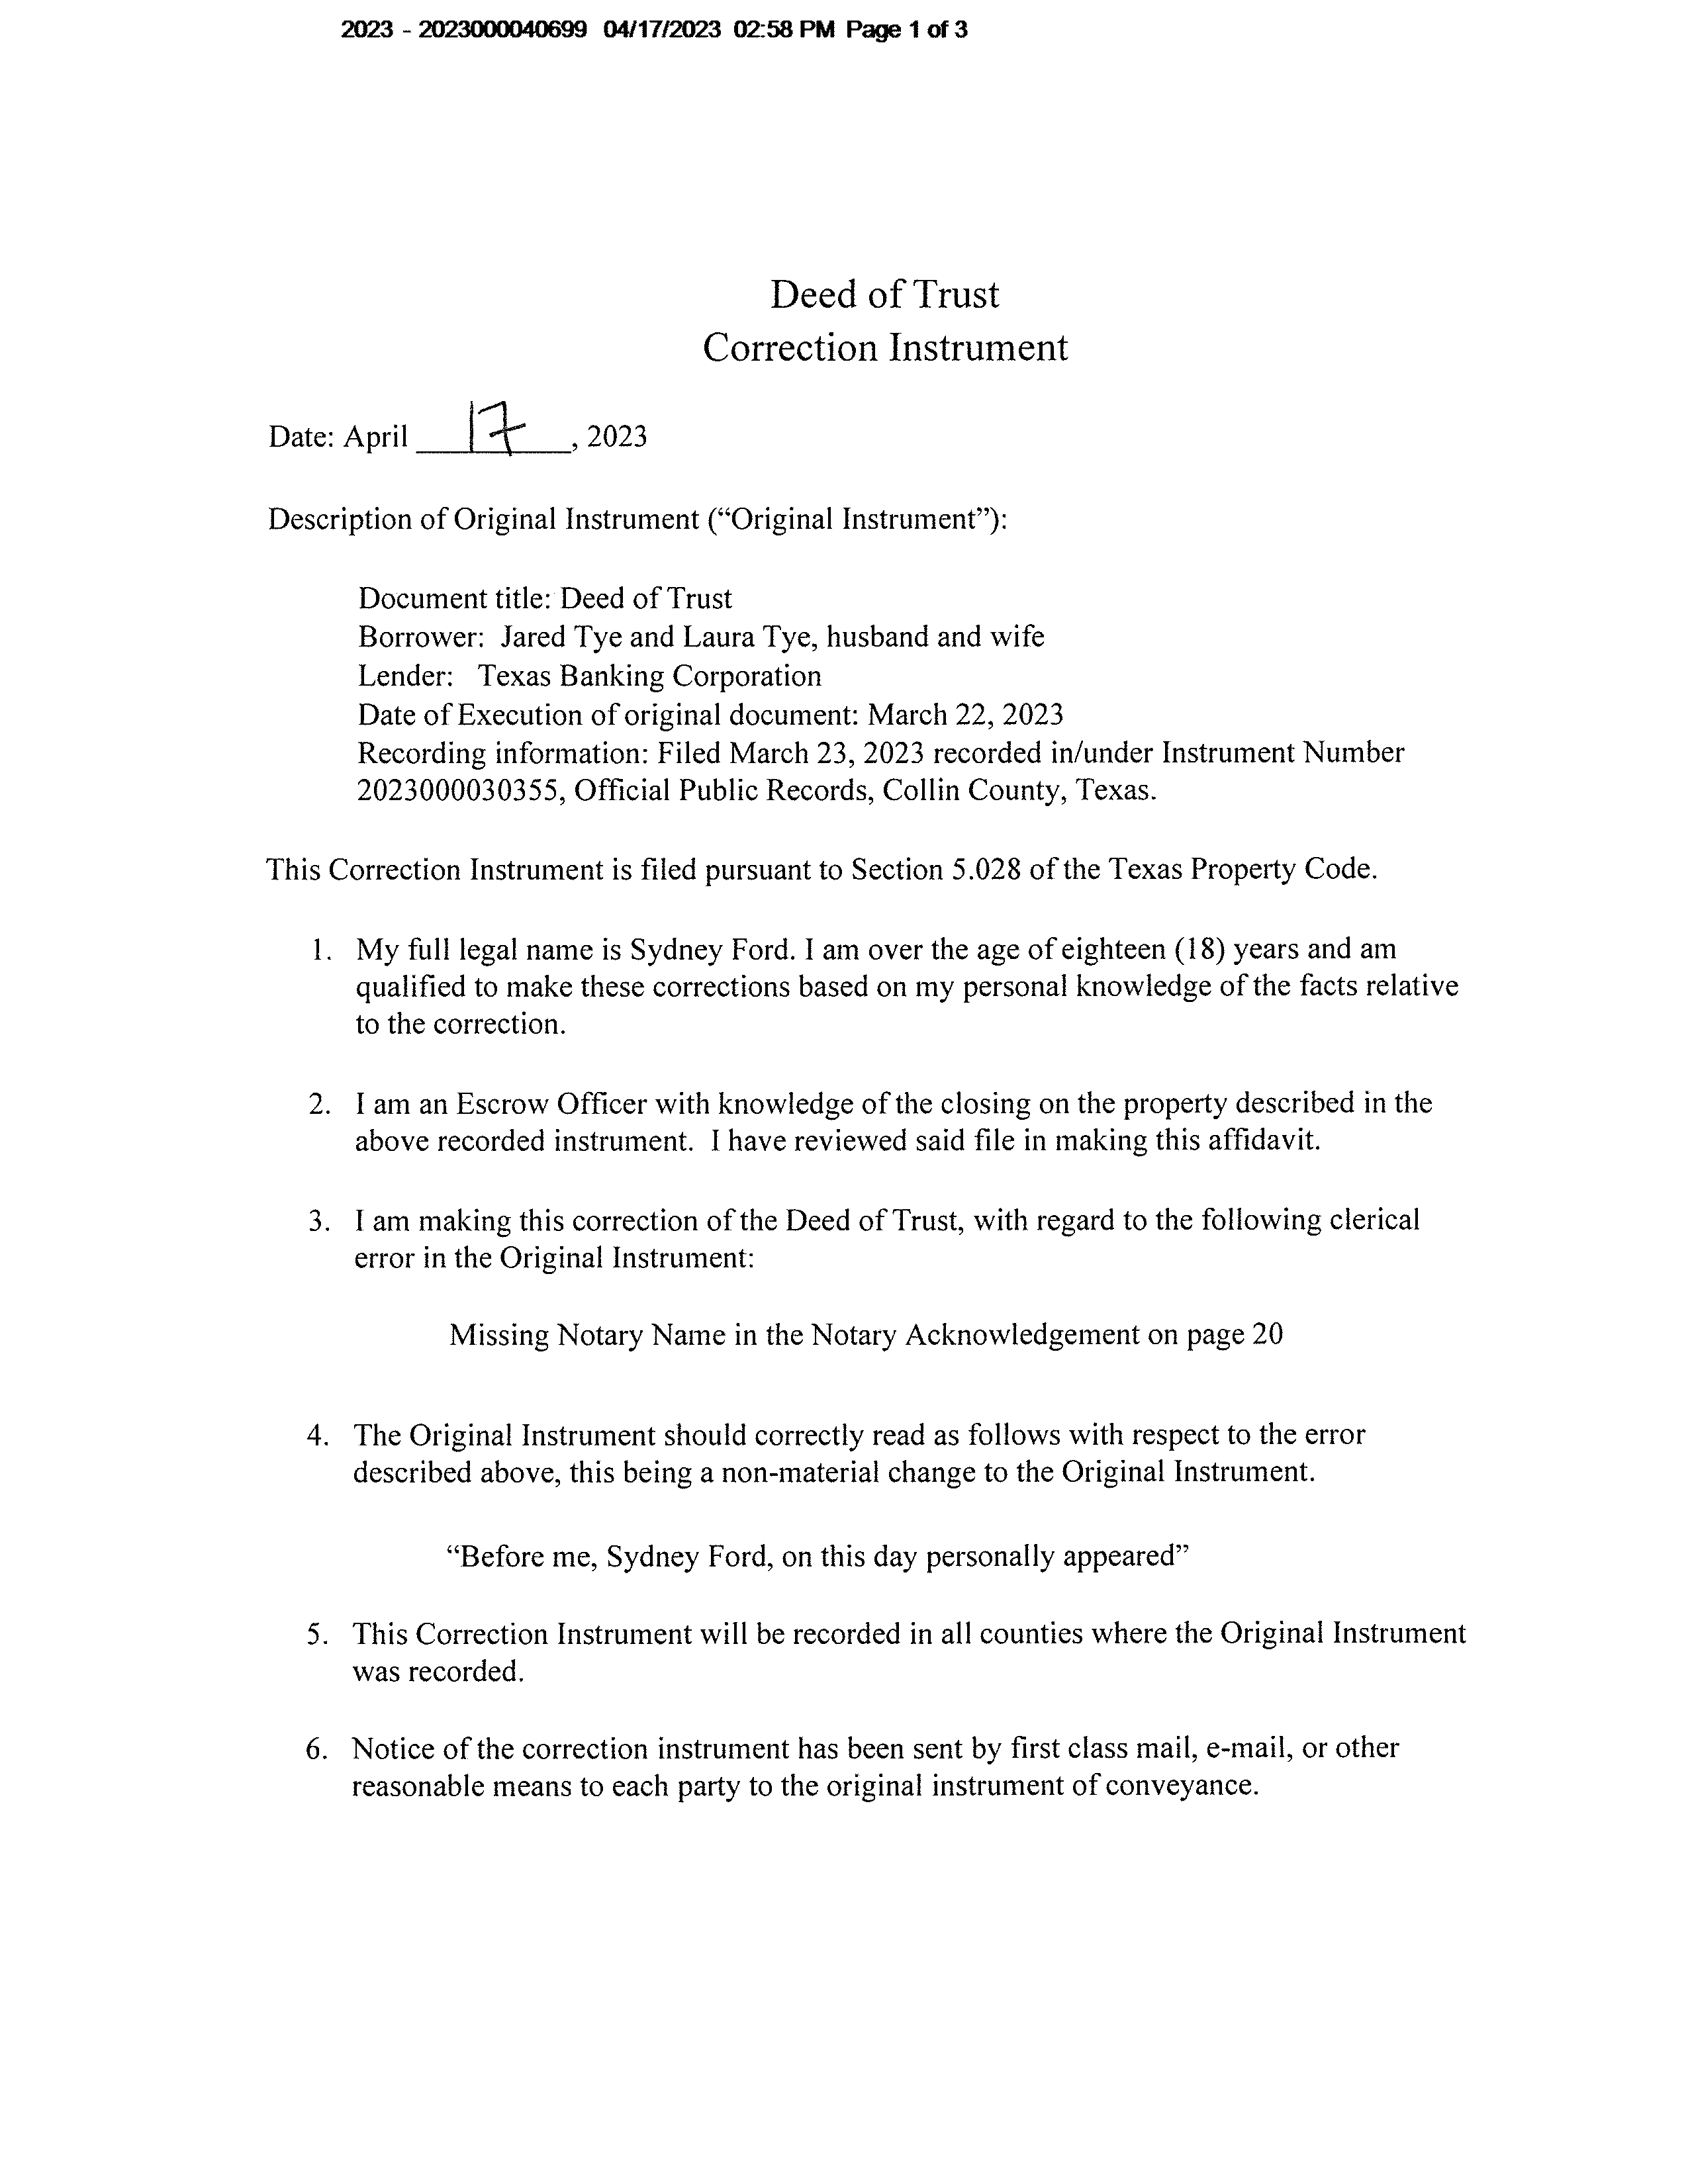 2023 - 2023000040699 04/17/2023 02:58 PM Page 1 of 3
Deed of Trust
Correction Instrument
Date: April 17, 2023
Description of Original Instrument (“Original Instrument”):
Document title: Deed of Trust
Borrower: Jared Tye and Laura Tye, husband and wife
Lender: Texas Banking Corporation
Date of Execution of original document: March 22, 2023
Recording information: Filed March 23, 2023 recorded in/under Instrument Number
2023000030355, Official Public Records, Collin County, Texas.
This Correction Instrument is filed pursuant to Section 5.028 of the Texas Property Code.
1. My full legal name is Sydney Ford. I am over the age of eighteen (18) years and am
qualified to make these corrections based on my personal knowledge of the facts relative
to the correction.
2. I am an Escrow Officer with knowledge of the closing on the property described in the
above recorded instrument. I have reviewed said file in making this affidavit.
3. I am making this correction of the Deed of Trust, with regard to the following clerical
error in the Original Instrument:
Missing Notary Name in the Notary Acknowledgement on page 20
4. The Original Instrument should correctly read as follows with respect to the error
described above, this being a non-material change to the Original Instrument.
“Before me, Sydney Ford, on this day personally appeared”
5. This Correction Instrument will be recorded in all counties where the Original Instrument
was recorded.
6. Notice of the correction instrument has been sent by first class mail, e-mail, or other
reasonable means to each party to the original instrument of conveyance.